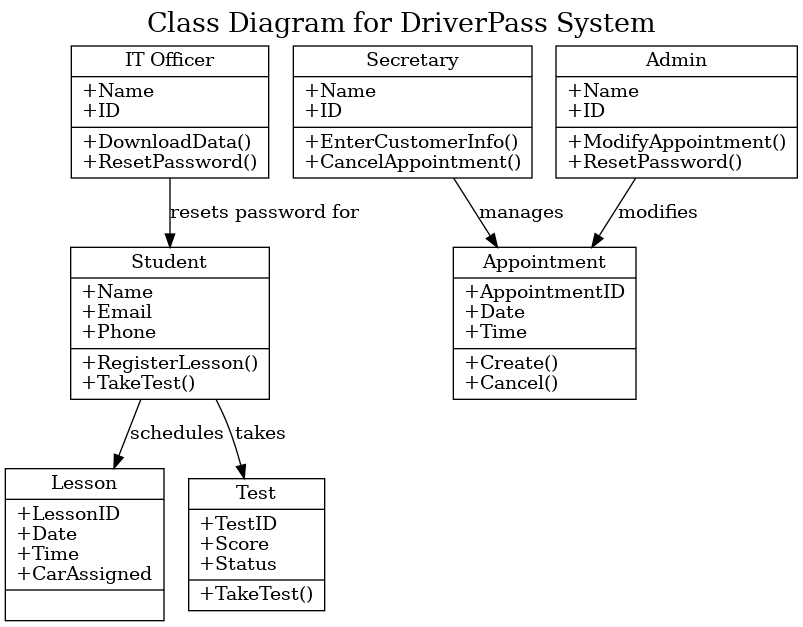 Class Diagram for DriverPass System
IT Officer
+Name
+ID
+DownloadData()
+ResetPassword()
Secretary
+Name
+ID
+EnterCustomerInfo()
+CancelAppointment()
Admin
+Name
+ID
+ModifyAppointment()
+ResetPassword()
resets password for
manages
modifies
Student
+Name
+Email
+Phone
+RegisterLesson()
+TakeTest()
Appointment
+AppointmentID
+Date
+Time
+Create()
+Cancel()
schedules
takes
Lesson
+LessonID
+Date
+Time
+CarAssigned
Test
+TestID
+Score
+Status
+TakeTest()